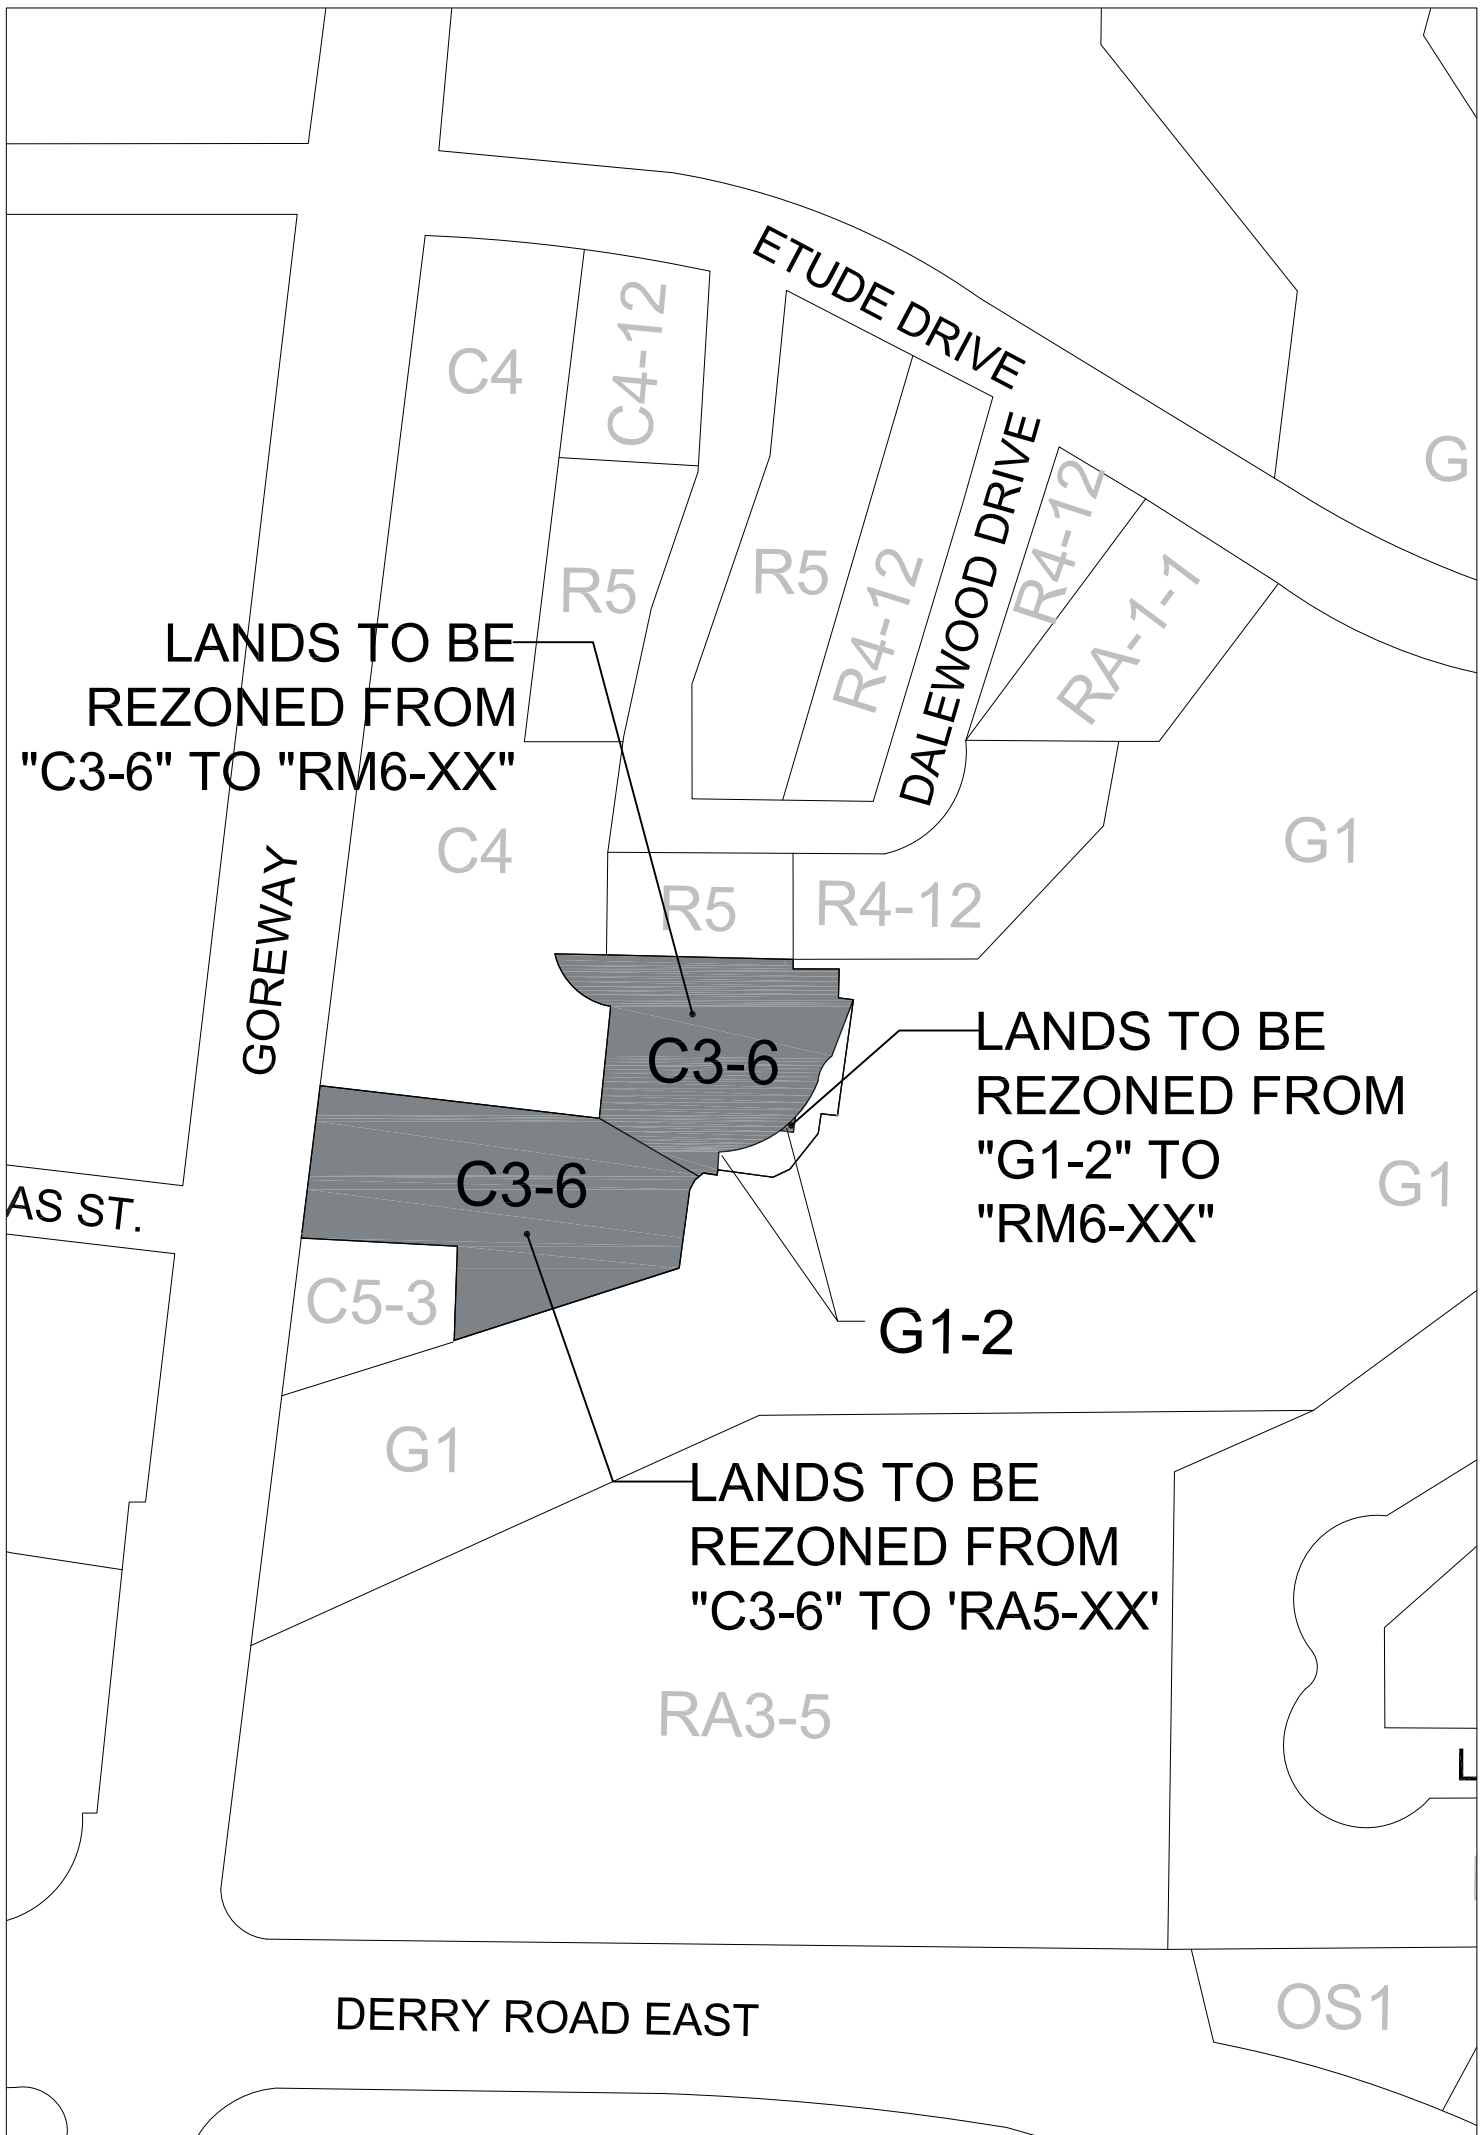 ETUDE DRIVE
C4
C4-12
G
R5
R5
R4-12
DALEWOOD DRIVE
R4-12
RA-1-1
LANDS TO BE
REZONED FROM
"C3-6" TO "RM6-XX"
C4
G1
GOREWAY
R5
R4-12
C3-6
LANDS TO BE
REZONED FROM
"G1-2" TO
"RM6-XX"
C3-6
G1
AS ST.
C5-3
G1-2
G1
LANDS TO BE
REZONED FROM
"C3-6" TO 'RA5-XX'
RA3-5
L
DERRY ROAD EAST
OS1